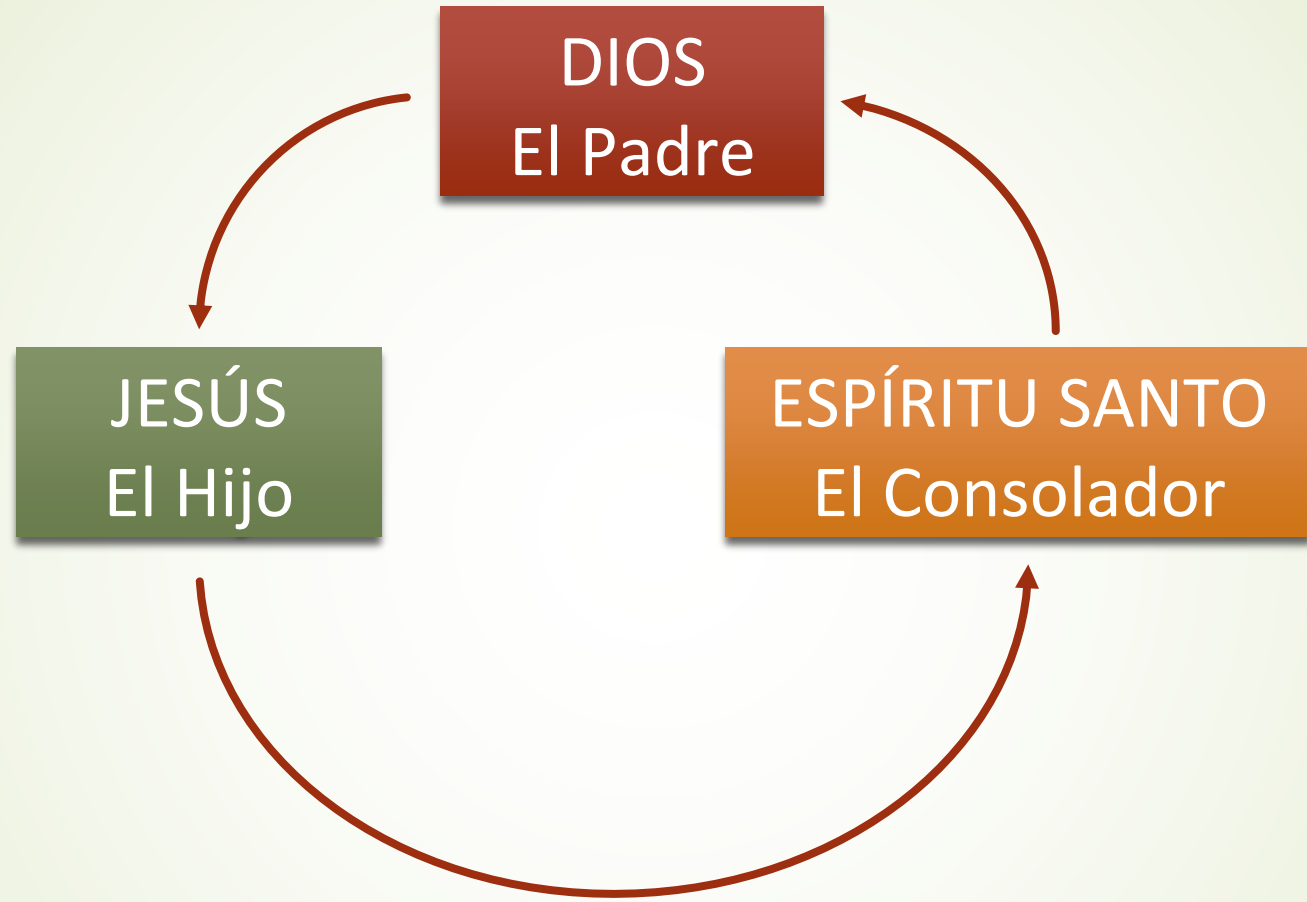 DIOS
El Padre
JESÚS
El Hijo
ESPÍRITU SANTO
El Consolador